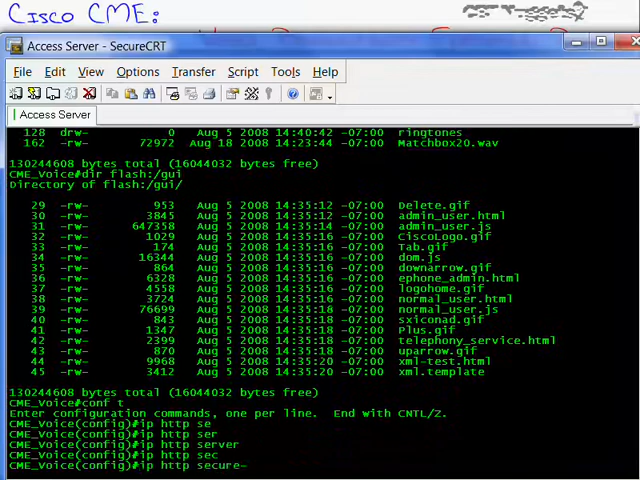 Cisco CME:
Access Server - SecureCRT
File Edit View Options Transfer Script Tools Help
Access Server
128 drw- 0 Aug 5 2008 14:40:42 -07:00 ringtones
162 -rw- 72972 Aug 18 2008 14:23:44 -07:00 Matchbox20.wav
130244608 bytes total (16044032 bytes free)
CME_Voice#dir flash:/gui
Directory of flash:/gui/
29 -rw- 953 Aug 5 2008 14:35:12 -07:00 Delete.gif
30 -rw- 3845 Aug 5 2008 14:35:12 -07:00 admin_user.html
31 -rw- 647358 Aug 5 2008 14:35:14 -07:00 admin_user.js
32 -rw- 1029 Aug 5 2008 14:35:16 -07:00 CiscoLogo.gif
33 -rw- 174 Aug 5 2008 14:35:16 -07:00 Tab.gif
34 -rw- 16344 Aug 5 2008 14:35:16 -07:00 dom.js
35 -rw- 864 Aug 5 2008 14:35:16 -07:00 downarrow.gif
36 -rw- 6328 Aug 5 2008 14:35:16 -07:00 ephone_admin.html
37 -rw- 4558 Aug 5 2008 14:35:16 -07:00 logohome.gif
38 -rw- 3724 Aug 5 2008 14:35:16 -07:00 normal_user.html
39 -rw- 76699 Aug 5 2008 14:35:18 -07:00 normal_user.js
40 -rw- 843 Aug 5 2008 14:35:18 -07:00 sxiconad.gif
41 -rw- 1347 Aug 5 2008 14:35:18 -07:00 Plus.gif
42 -rw- 2399 Aug 5 2008 14:35:18 -07:00 telephony_service.html
43 -rw- 870 Aug 5 2008 14:35:18 -07:00 uparrow.gif
44 -rw- 9968 Aug 5 2008 14:35:20 -07:00 xml-test.html
45 -rw- 3412 Aug 5 2008 14:35:20 -07:00 xml.template
130244608 bytes total (16044032 bytes free)
CME_Voice#conf t
Enter configuration commands, one per line. End with CNTL/Z.
CME_Voice(config)#ip http se
CME_Voice(config)#ip http ser
CME_Voice(config)#ip http server
CME_Voice(config)#ip http sec
CME_Voice(config)#ip http secure-